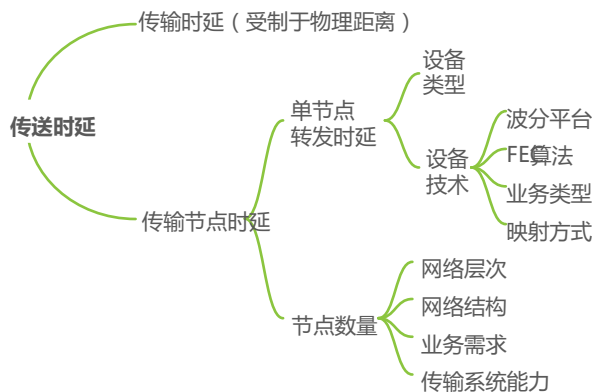 传输时延（受制于物理距离）
传送时延
传输节点时延
单节点
转发时延
设备
类型
设备
技术
波分平台
FEC算法
业务类型
映射方式
节点数量
网络层次
网络结构
业务需求
传输系统能力